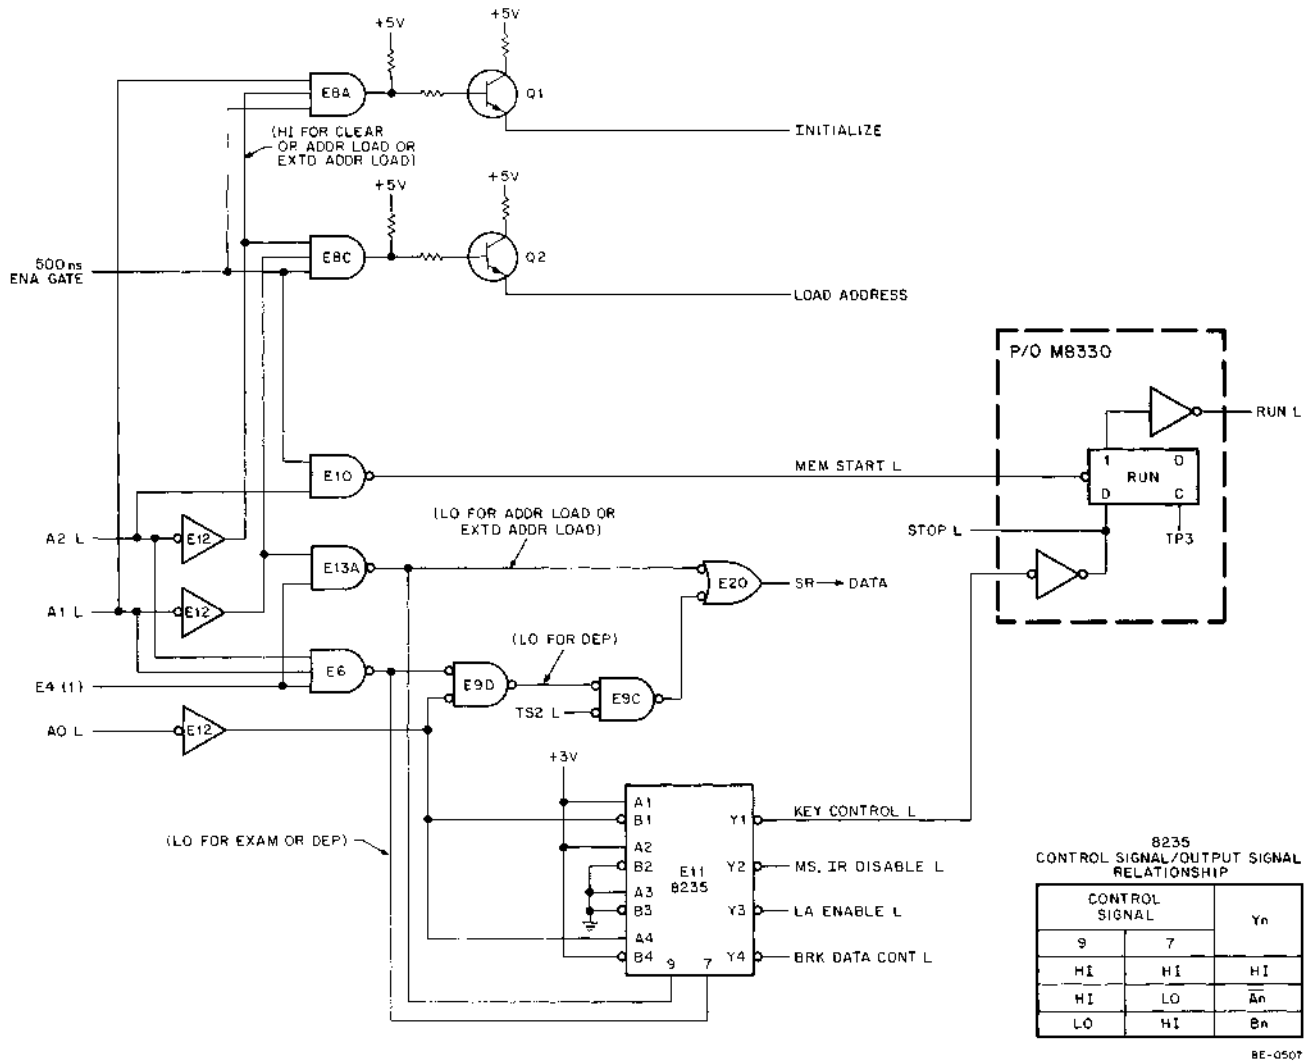 +5V
+5V
E8A
Q1
INITIALIZE
(HI FOR CLEAR
OR ADDR LOAD OR
EXTD ADDR LOAD)
+5V
+5V
E8C
Q2
500ns
ENA GATE
LOAD ADDRESS
P/O M8330
RUN L
E10
MEM START L
1 0
RUN
D C
TP3
STOP L
(LO FOR ADDR LOAD OR
EXTD ADDR LOAD)
A2 L
E12
E13A
E20
SR → DATA
A1 L
E12
(LO FOR DEP)
E6
E9D
E9C
E4 (1)
TS2 L
A0 L
E12
+3V
(LO FOR EXAM OR DEP)
A1
B1
A2
B2
A3
B3
A4
B4
E11
8235
9 7
Y1
Y2
Y3
Y4
KEY CONTROL L
MS, IR DISABLE L
LA ENABLE L
BRK DATA CONT L
8235
CONTROL SIGNAL/OUTPUT SIGNAL
RELATIONSHIP
CONTROL
SIGNAL
Yn
9 7
HI HI HI
HI LO A̅n̅
LO HI Bn
BE-0507